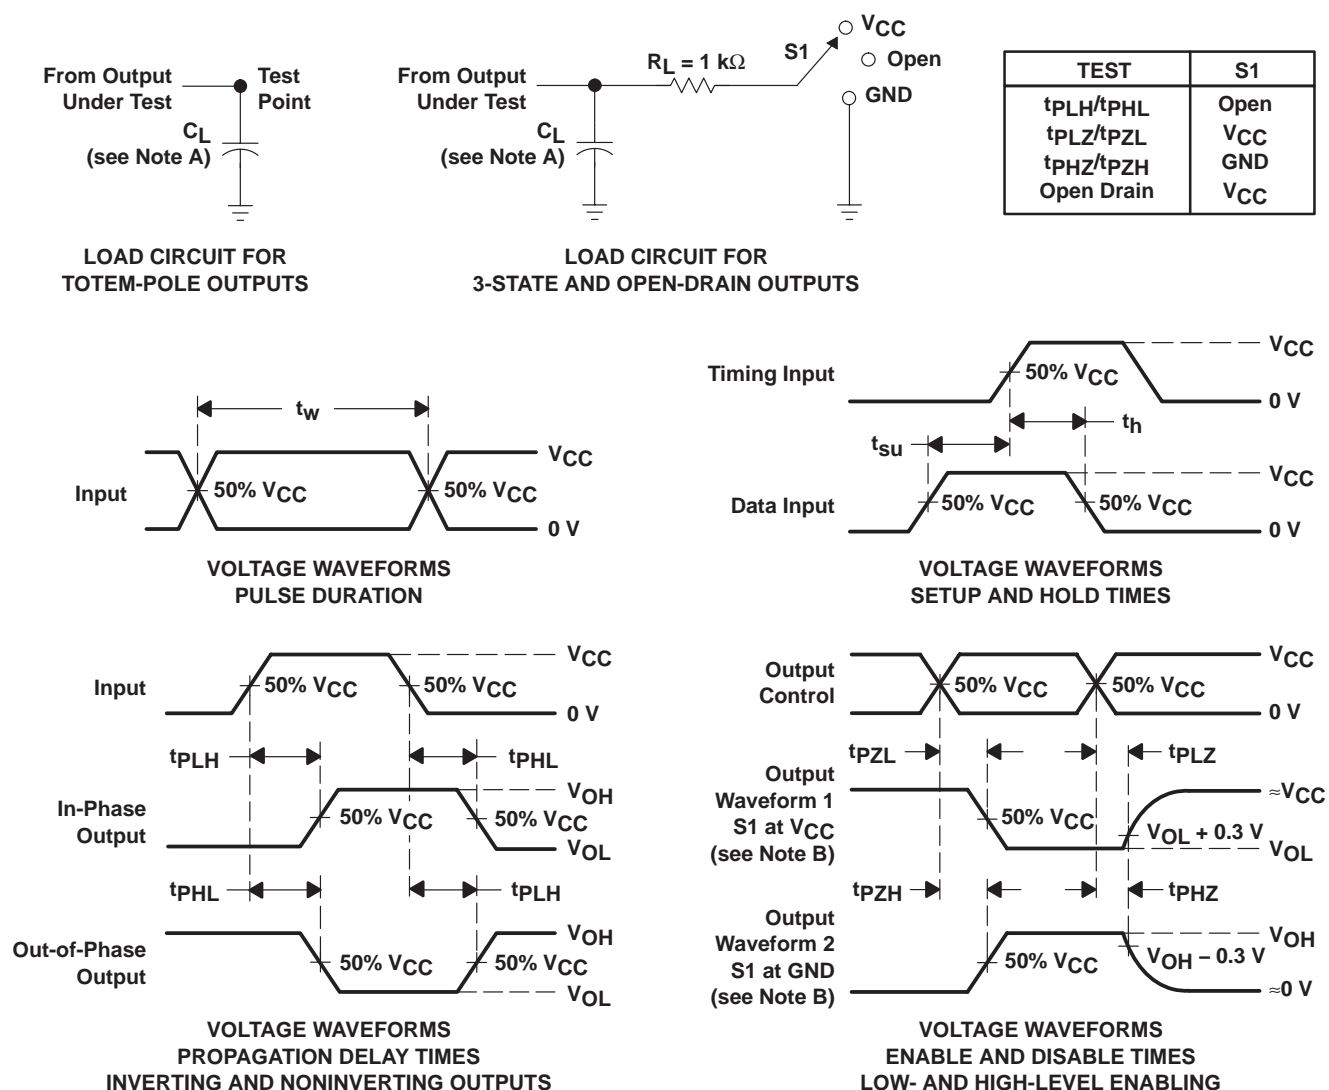 From Output
Under Test
Test
Point
CL
(see Note A)
LOAD CIRCUIT FOR
TOTEM-POLE OUTPUTS
From Output
Under Test
RL = 1 kΩ
S1
VCC
Open
GND
CL
(see Note A)
LOAD CIRCUIT FOR
3-STATE AND OPEN-DRAIN OUTPUTS
TEST S1
tPLH/tPHL Open
tPLZ/tPZL VCC
tPHZ/tPZH GND
Open Drain VCC
tw
Input
VCC
50% VCC
50% VCC
0 V
VOLTAGE WAVEFORMS
PULSE DURATION
Timing Input
VCC
50% VCC
0 V
th
tsu
Data Input
VCC
50% VCC
50% VCC
0 V
VOLTAGE WAVEFORMS
SETUP AND HOLD TIMES
Input
VCC
50% VCC
50% VCC
0 V
tPLH
tPHL
In-Phase
Output
VOH
50% VCC
50% VCC
VOL
tPHL
tPLH
Out-of-Phase
Output
VOH
50% VCC
50% VCC
VOL
VOLTAGE WAVEFORMS
PROPAGATION DELAY TIMES
INVERTING AND NONINVERTING OUTPUTS
Output
Control
VCC
50% VCC
50% VCC
0 V
tPZL
tPLZ
Output
Waveform 1
S1 at VCC
(see Note B)
≈VCC
50% VCC
VOL + 0.3 V
VOL
tPZH
tPHZ
Output
Waveform 2
S1 at GND
(see Note B)
VOH
50% VCC
VOH − 0.3 V
≈0 V
VOLTAGE WAVEFORMS
ENABLE AND DISABLE TIMES
LOW- AND HIGH-LEVEL ENABLING